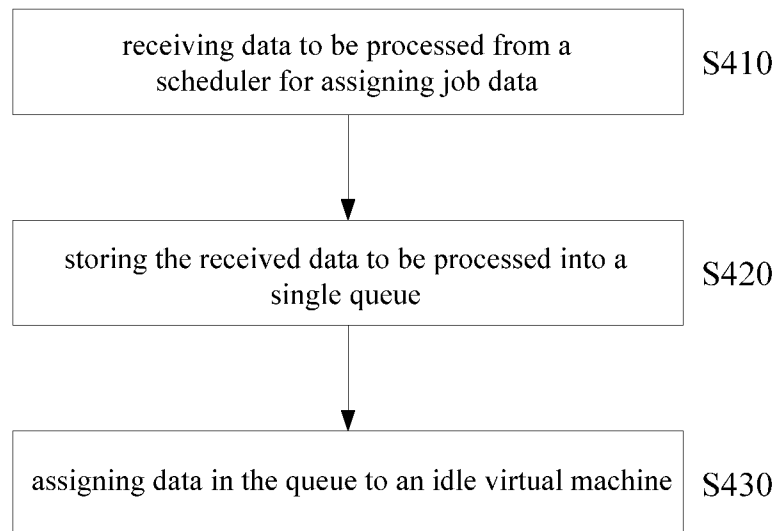 receiving data to be processed from a
scheduler for assigning job data
S410
storing the received data to be processed into a
single queue
S420
assigning data in the queue to an idle virtual machine
S430